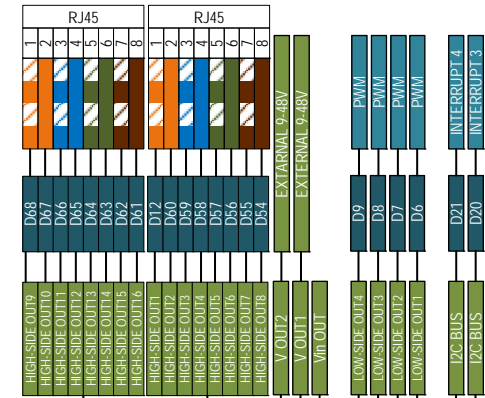 RJ45 RJ45
1 2 3 4 5 6 7 8 1 2 3 4 5 6 7 8
EXTARNAL 9-48V
EXTERNAL 9-48V
PWM
PWM
PWM
PWM
INTERRUPT 4
INTERRUPT 3
D68 D67 D66 D65 D64 D63 D62 D61 D12 D60 D59 D58 D57 D56 D55 D54 D9 D8 D7 D6 D21 D20
HIGH-SIDE OUT9
HIGH-SIDE OUT10
HIGH-SIDE OUT11
HIGH-SIDE OUT12
HIGH-SIDE OUT13
HIGH-SIDE OUT14
HIGH-SIDE OUT15
HIGH-SIDE OUT16
HIGH-SIDE OUT1
HIGH-SIDE OUT2
HIGH-SIDE OUT3
HIGH-SIDE OUT4
HIGH-SIDE OUT5
HIGH-SIDE OUT6
HIGH-SIDE OUT7
HIGH-SIDE OUT8
V OUT2
V OUT1
Vin OUT
LOW-SIDE OUT4
LOW-SIDE OUT3
LOW-SIDE OUT2
LOW-SIDE OUT1
I2C BUS
I2C BUS